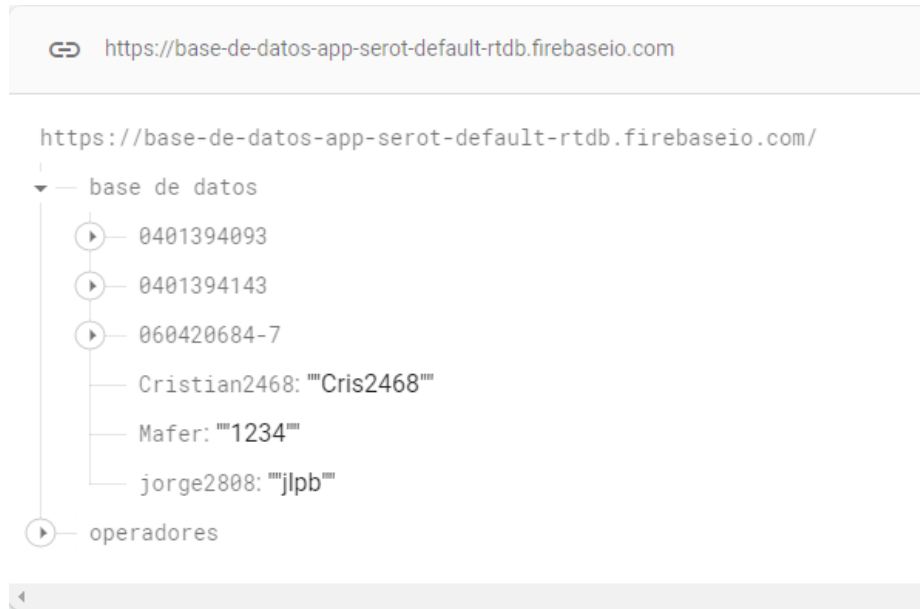 https://base-de-datos-app-serot-default-rtdb.firebaseio.com
https://base-de-datos-app-serot-default-rtdb.firebaseio.com/
base de datos
0401394093
0401394143
060420684-7
Cristian2468: ""Cris2468""
Mafer: ""1234""
jorge2808: ""jlpb""
operadores